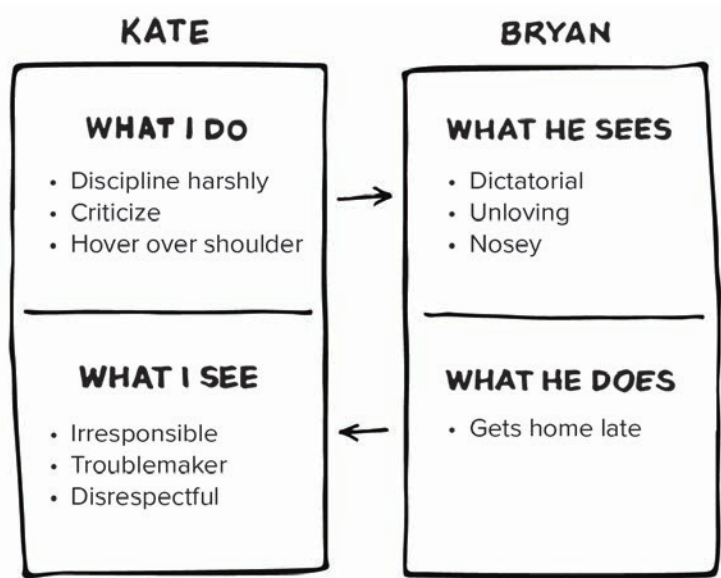 KATE
WHAT I DO
• Discipline harshly
• Criticize
• Hover over shoulder
WHAT I SEE
• Irresponsible
• Troublemaker
• Disrespectful
BRYAN
WHAT HE SEES
• Dictatorial
• Unloving
• Nosey
WHAT HE DOES
• Gets home late